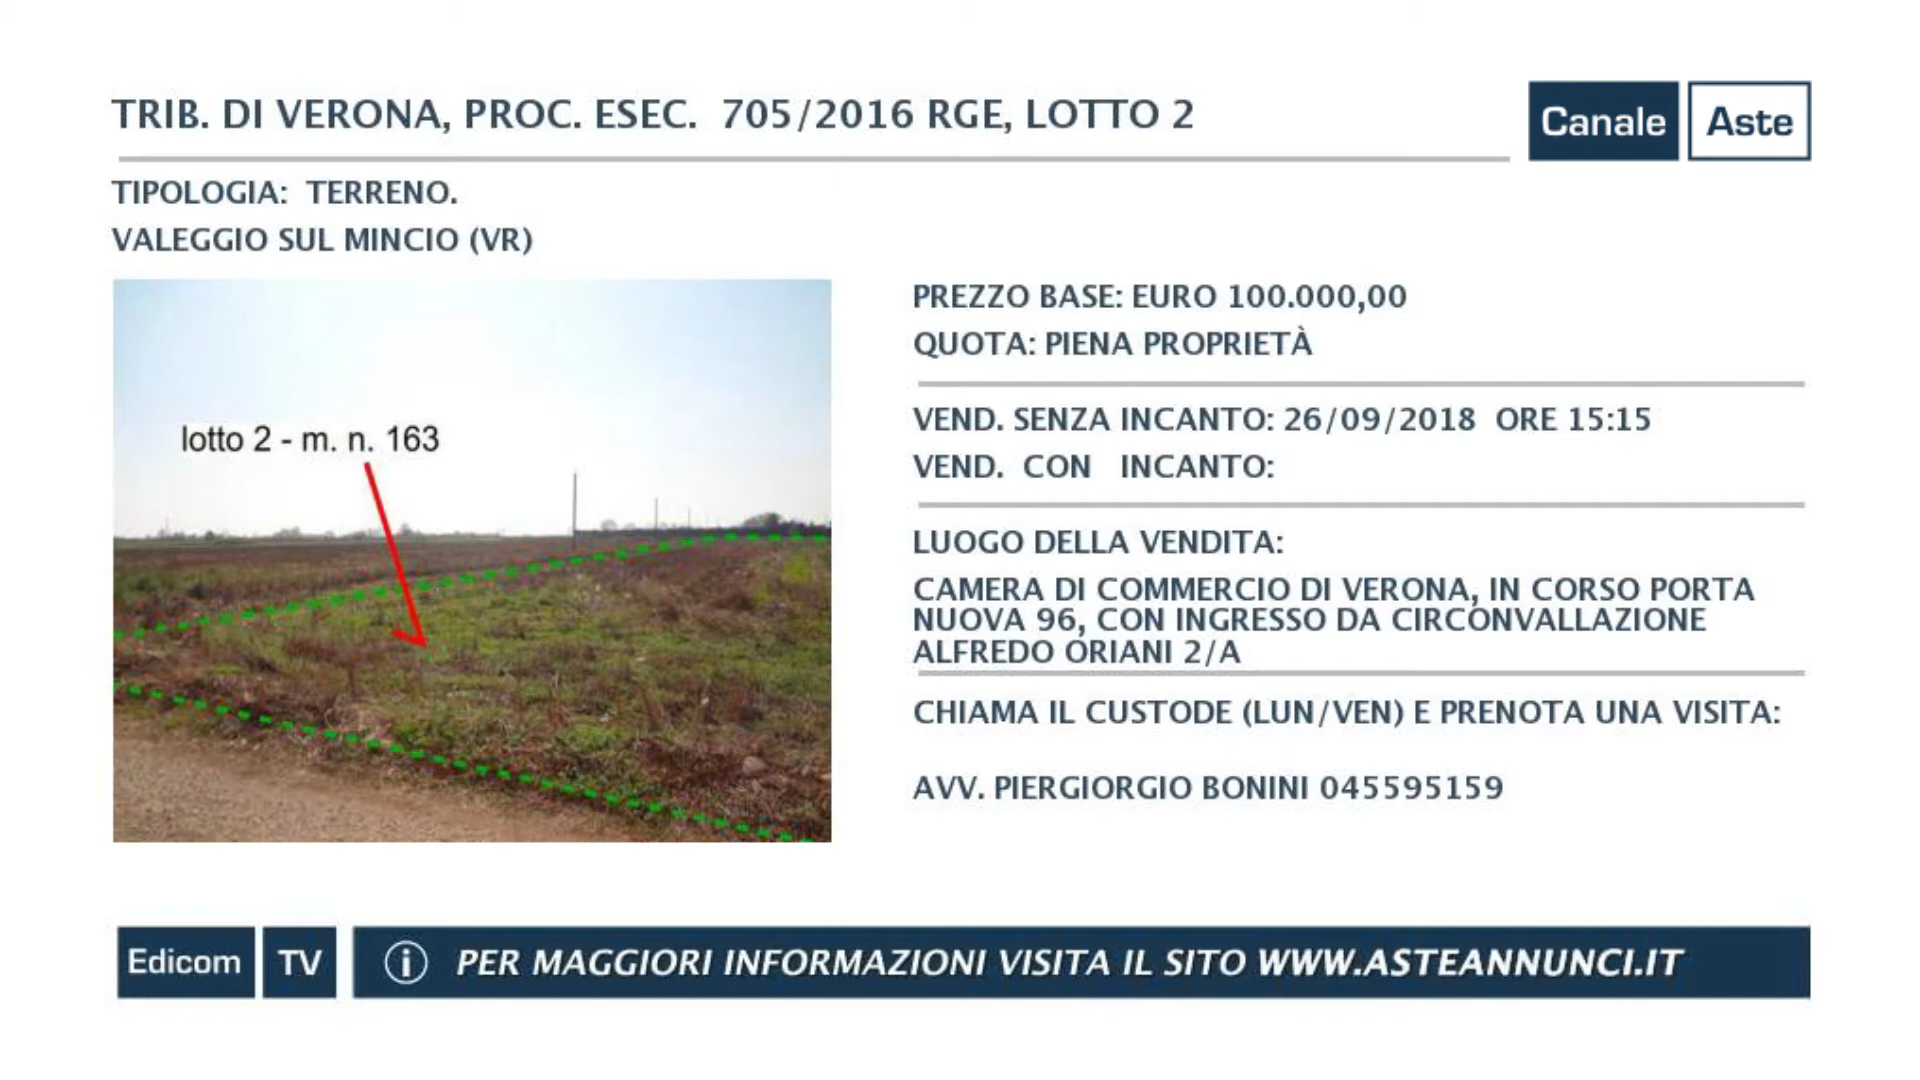 TRIB. DI VERONA, PROC. ESEC. 705/2016 RGE, LOTTO 2
Canale Aste
TIPOLOGIA: TERRENO.
VALEGGIO SUL MINCIO (VR)
lotto 2 - m. n. 163
PREZZO BASE: EURO 100.000,00
QUOTA: PIENA PROPRIETÀ
VEND. SENZA INCANTO: 26/09/2018 ORE 15:15
VEND. CON INCANTO:
LUOGO DELLA VENDITA:
CAMERA DI COMMERCIO DI VERONA, IN CORSO PORTA
NUOVA 96, CON INGRESSO DA CIRCONVALLAZIONE
ALFREDO ORIANI 2/A
CHIAMA IL CUSTODE (LUN/VEN) E PRENOTA UNA VISITA:
AVV. PIERGIORGIO BONINI 045595159
Edicom TV
i PER MAGGIORI INFORMAZIONI VISITA IL SITO WWW.ASTEANNUNCI.IT